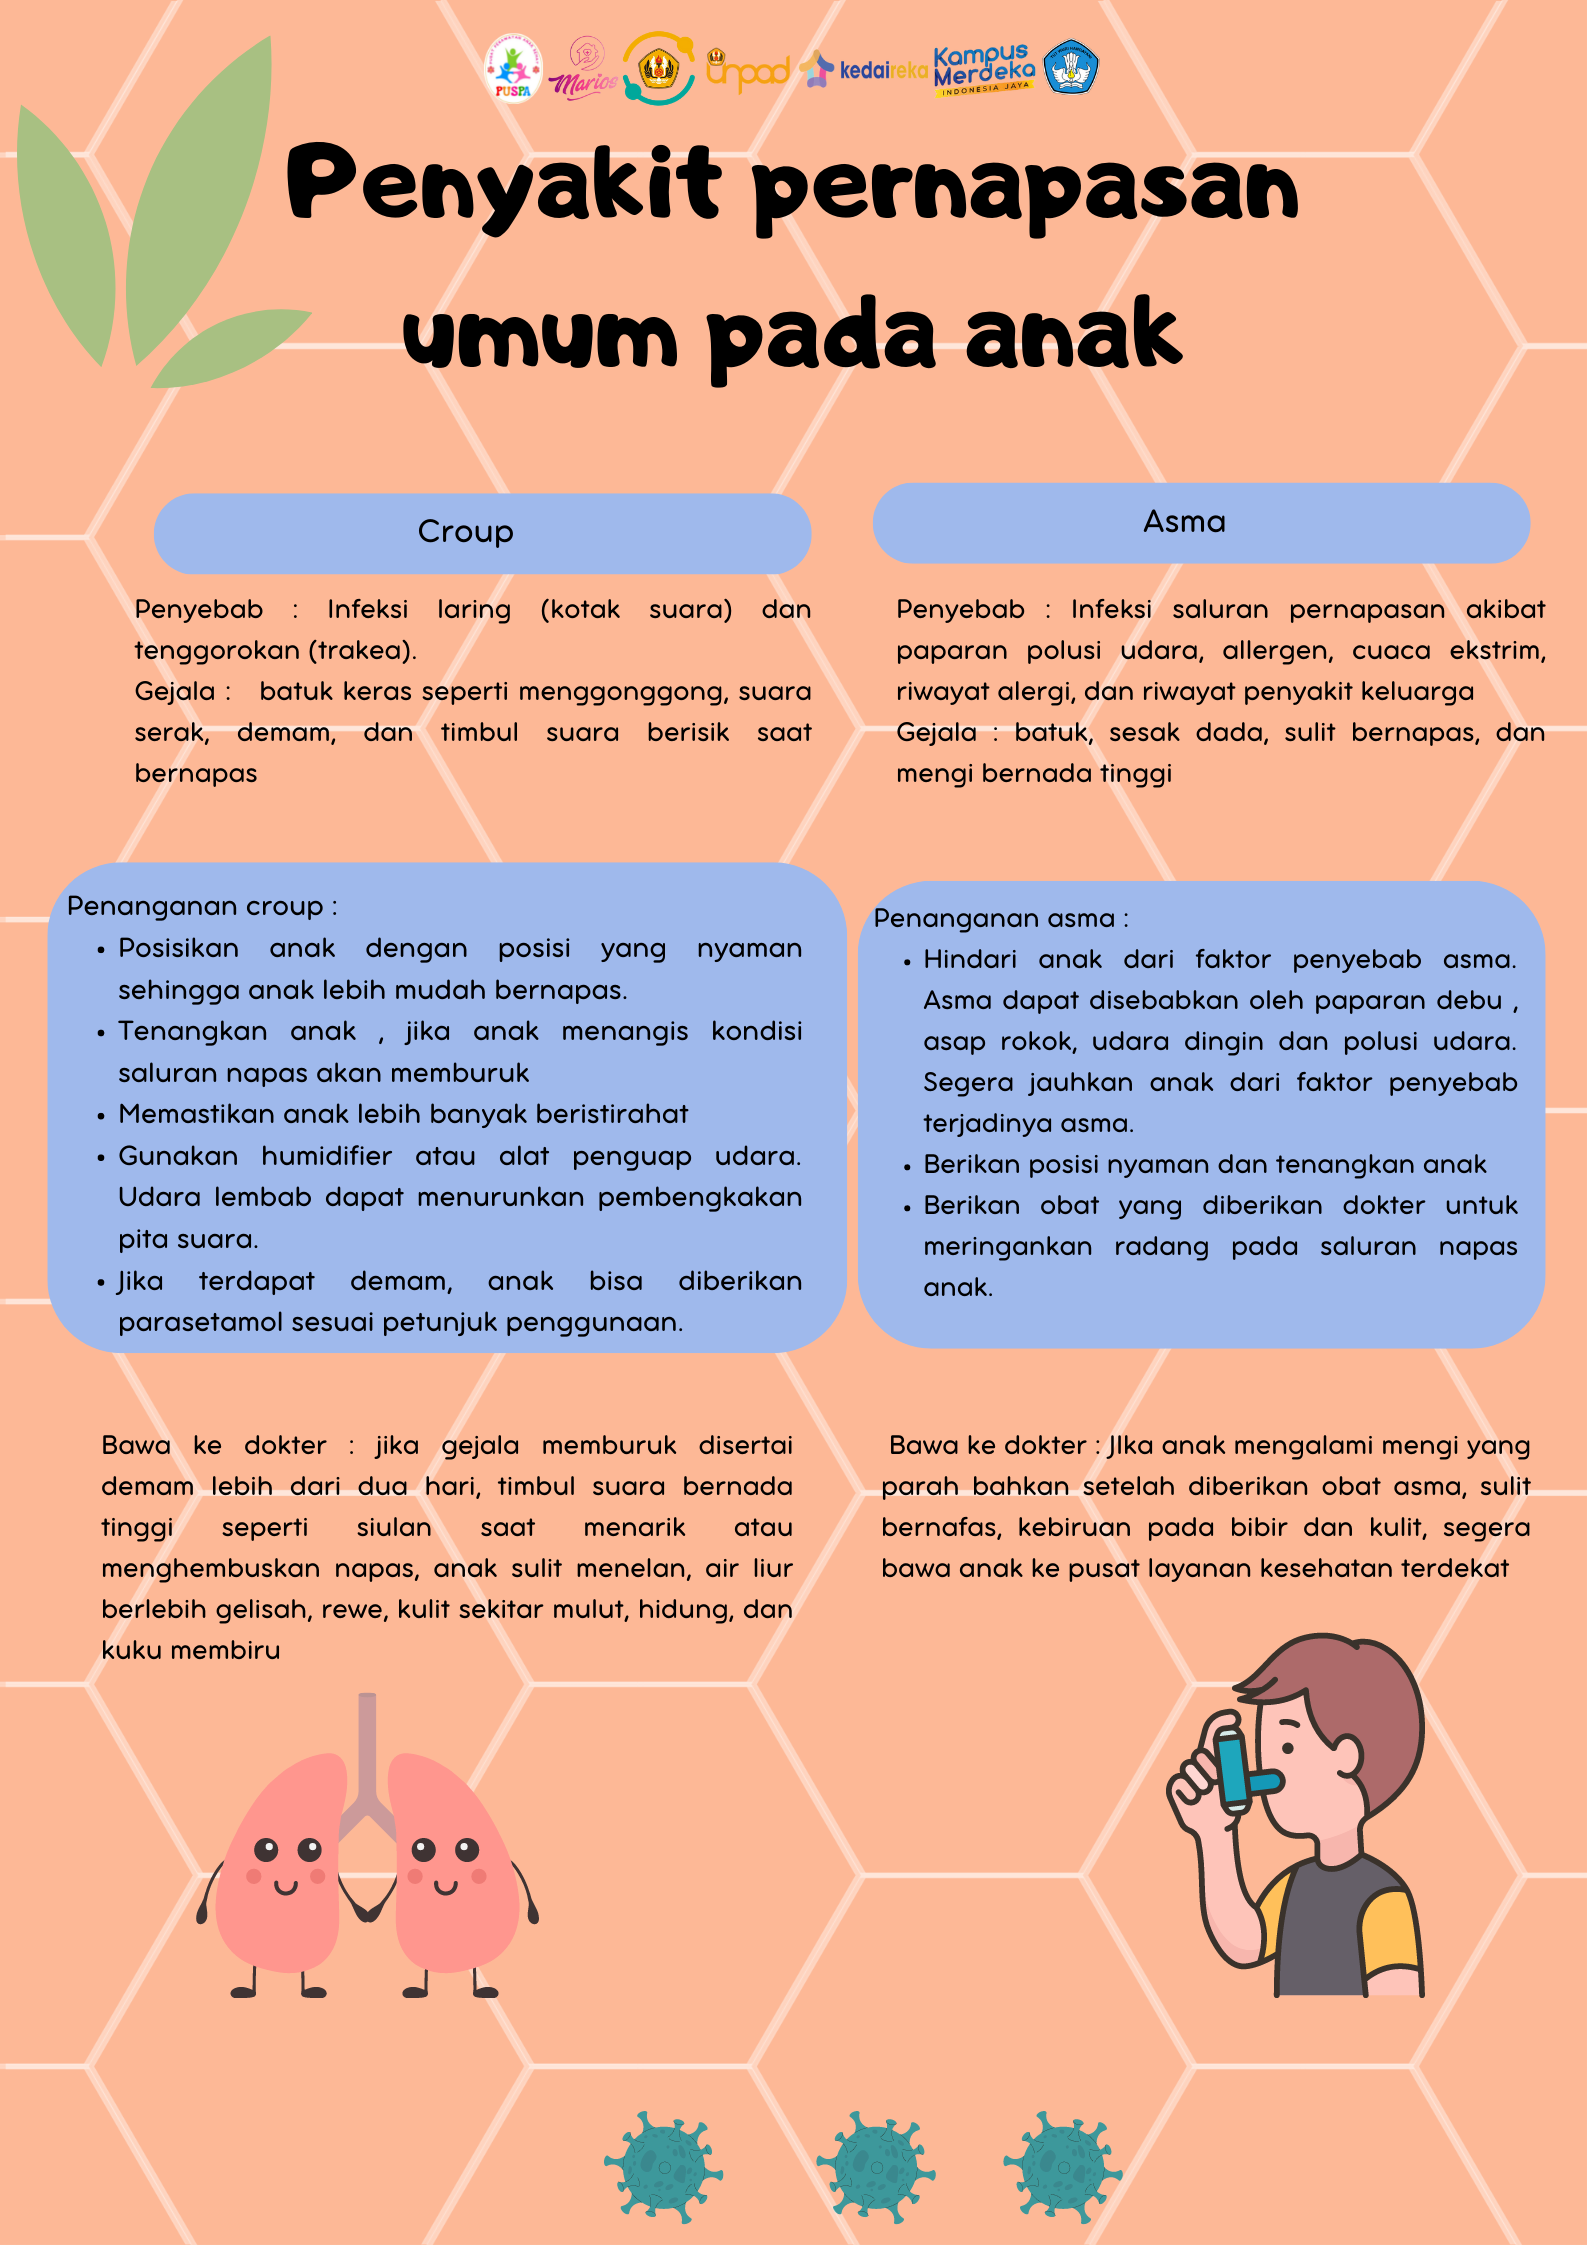 PUSPA
Marios
unpad
kedaireka
Kampus
Merdeka
INDONESIA JAYA
Penyakit pernapasan
umum pada anak
Croup
Penyebab : Infeksi laring (kotak suara) dan
tenggorokan (trakea).
Gejala : batuk keras seperti menggonggong, suara
serak, demam, dan timbul suara berisik saat
bernapas
Penanganan croup :
• Posisikan anak dengan posisi yang nyaman
sehingga anak lebih mudah bernapas.
• Tenangkan anak , jika anak menangis kondisi
saluran napas akan memburuk
• Memastikan anak lebih banyak beristirahat
• Gunakan humidifier atau alat penguap udara.
Udara lembab dapat menurunkan pembengkakan
pita suara.
• Jika terdapat demam, anak bisa diberikan
parasetamol sesuai petunjuk penggunaan.
Bawa ke dokter : jika gejala memburuk disertai
demam lebih dari dua hari, timbul suara bernada
tinggi seperti siulan saat menarik atau
menghembuskan napas, anak sulit menelan, air liur
berlebih gelisah, rewe, kulit sekitar mulut, hidung, dan
kuku membiru
Asma
Penyebab : Infeksi saluran pernapasan akibat
paparan polusi udara, allergen, cuaca ekstrim,
riwayat alergi, dan riwayat penyakit keluarga
Gejala : batuk, sesak dada, sulit bernapas, dan
mengi bernada tinggi
Penanganan asma :
• Hindari anak dari faktor penyebab asma.
Asma dapat disebabkan oleh paparan debu ,
asap rokok, udara dingin dan polusi udara.
Segera jauhkan anak dari faktor penyebab
terjadinya asma.
• Berikan posisi nyaman dan tenangkan anak
• Berikan obat yang diberikan dokter untuk
meringankan radang pada saluran napas
anak.
Bawa ke dokter : JIka anak mengalami mengi yang
parah bahkan setelah diberikan obat asma, sulit
bernafas, kebiruan pada bibir dan kulit, segera
bawa anak ke pusat layanan kesehatan terdekat